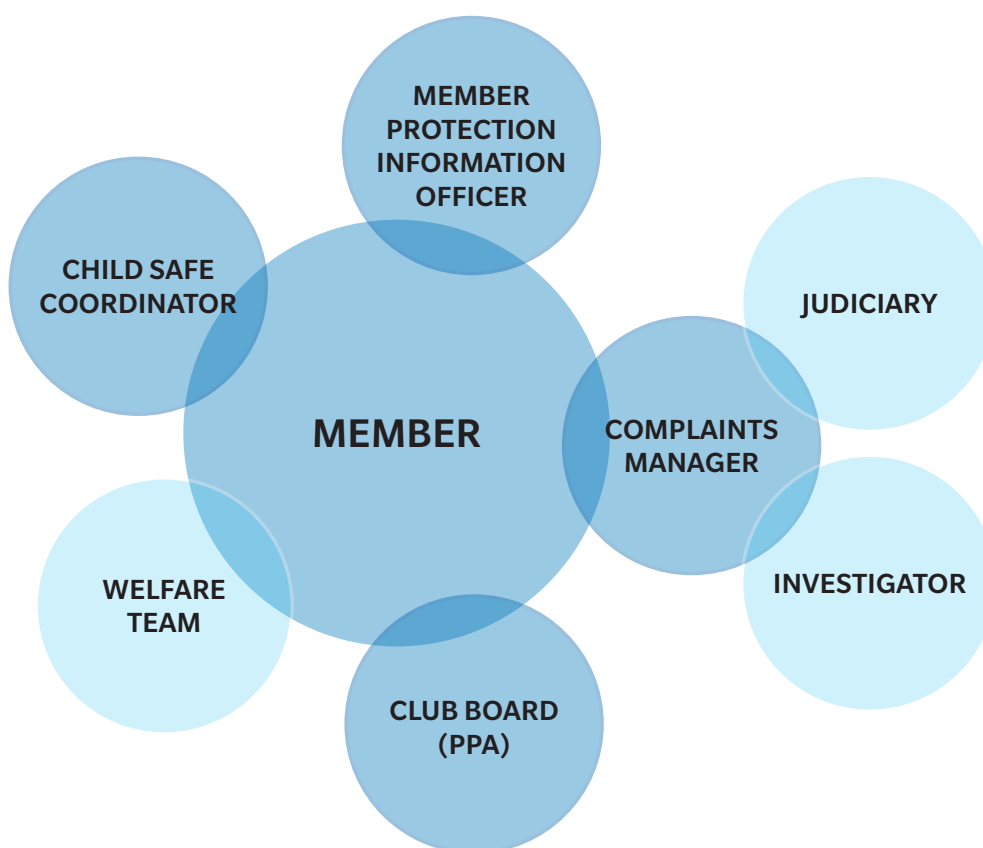 MEMBER
PROTECTION
INFORMATION
OFFICER
CHILD SAFE
COORDINATOR
JUDICIARY
MEMBER
COMPLAINTS
MANAGER
WELFARE
TEAM
INVESTIGATOR
CLUB BOARD
(PPA)